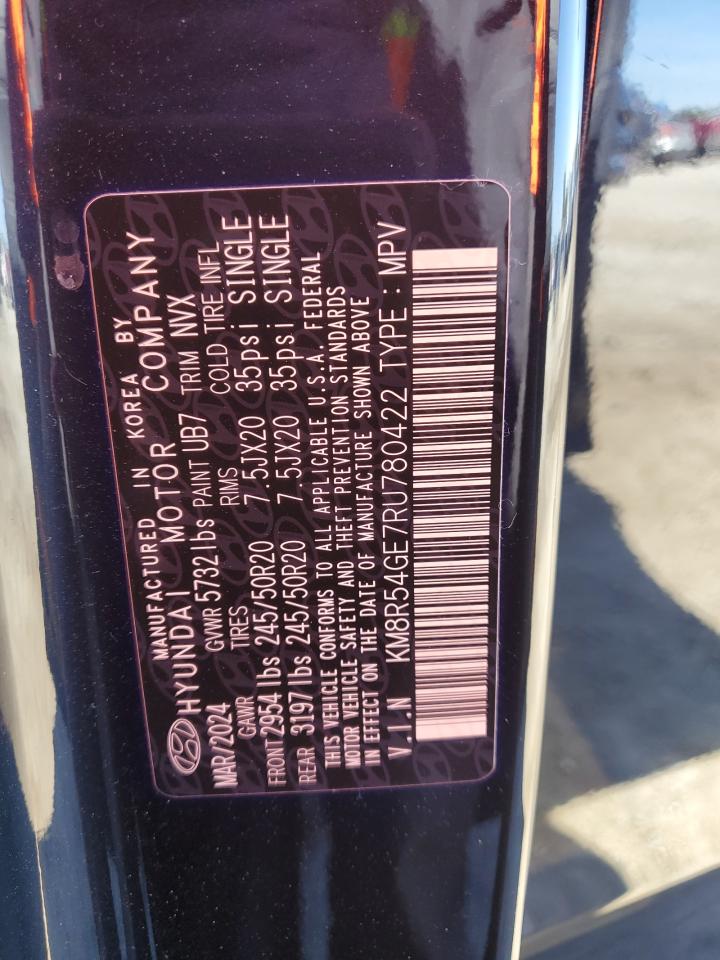 MANUFACTURED IN KOREA BY
HYUNDAI MOTOR COMPANY
MAR/2024 GVWR 5732lbs PAINT UB7 TRIM NVX
GAWR TIRES RIMS COLD TIRE INFL
FRONT 2954lbs 245/50R20 7.5JX20 35psi SINGLE
REAR 3197lbs 245/50R20 7.5JX20 35psi SINGLE
THIS VEHICLE CONFORMS TO ALL APPLICABLE U.S.A. FEDERAL
MOTOR VEHICLE SAFETY AND THEFT PREVENTION STANDARDS
IN EFFECT ON THE DATE OF MANUFACTURE SHOWN ABOVE
V.I.N KM8R54GE7RU780422 TYPE : MPV